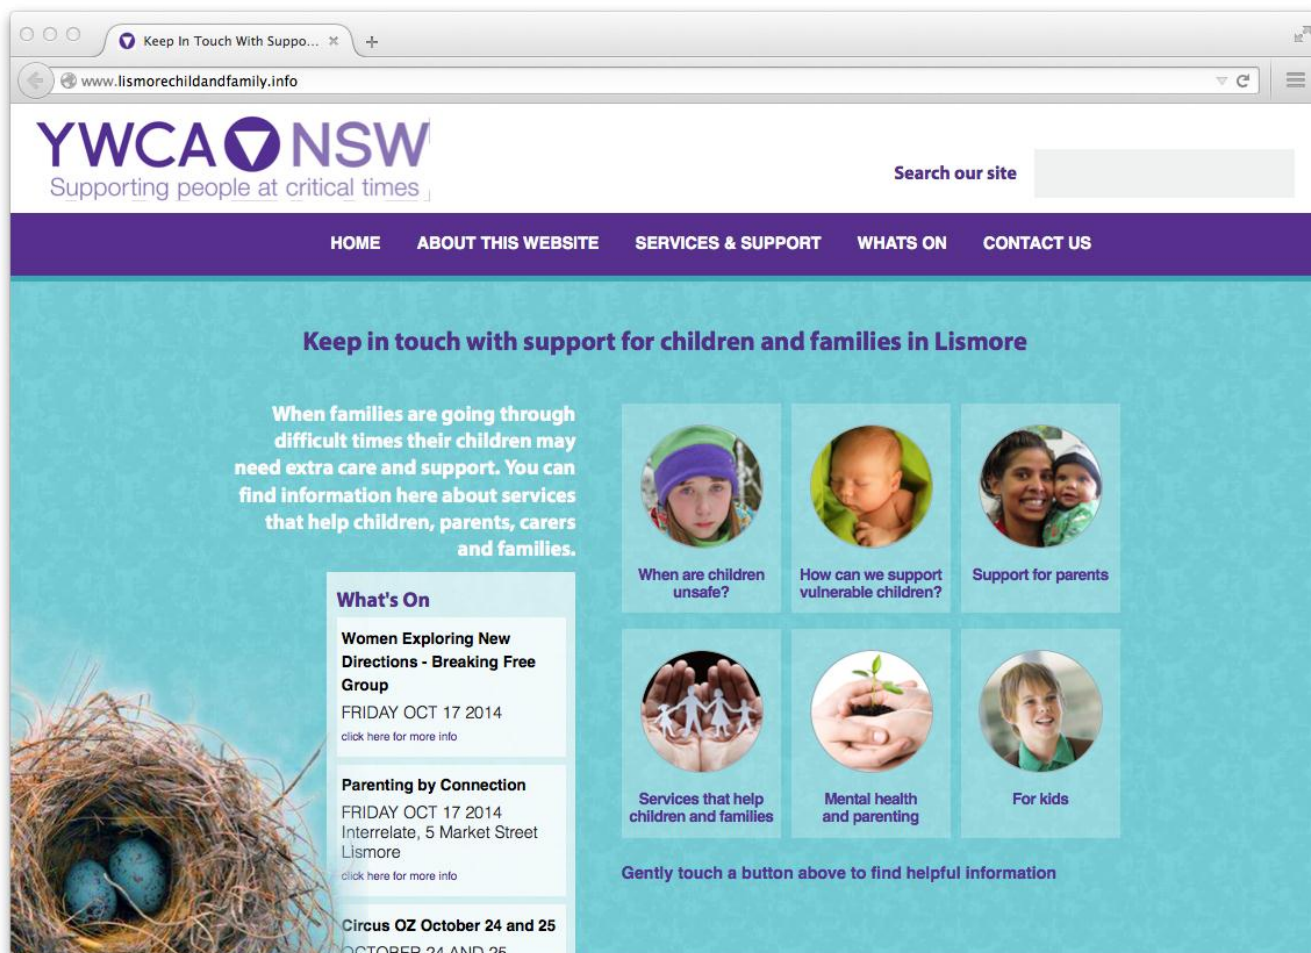 Keep In Touch With Suppo...
www.lismorechildandfamily.info
YWCA NSW
Supporting people at critical times
Search our site
HOME ABOUT THIS WEBSITE SERVICES & SUPPORT WHATS ON CONTACT US
Keep in touch with support for children and families in Lismore
When families are going through
difficult times their children may
need extra care and support. You can
find information here about services
that help children, parents, carers
and families.
What's On
Women Exploring New
Directions - Breaking Free
Group
FRIDAY OCT 17 2014
click here for more info
Parenting by Connection
FRIDAY OCT 17 2014
Interrelate, 5 Market Street
Lismore
click here for more info
Circus OZ October 24 and 25
OCTOBER 24 AND 25
When are children
unsafe?
How can we support
vulnerable children?
Support for parents
Services that help
children and families
Mental health
and parenting
For kids
Gently touch a button above to find helpful information